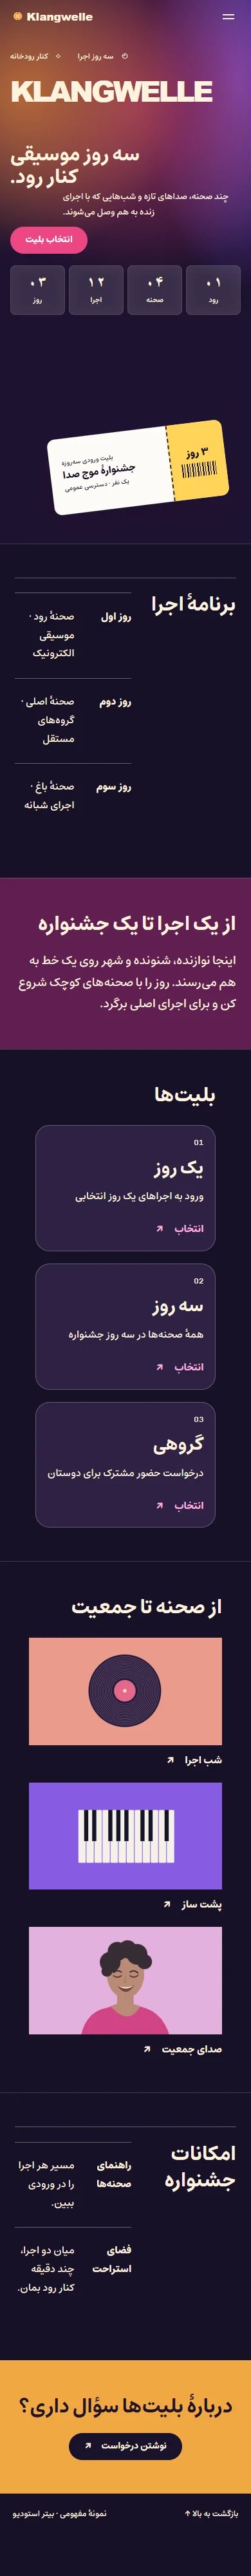 Klangwelle
سه روز اجرا
کنار رودخانه
KLANGWELLE
سه روز موسیقی
کنار رود.
چند صحنه، صداهای تازه و شب‌هایی که با اجرای
زنده به هم وصل می‌شوند.
انتخاب بلیت
۰۱
رود
۰۴
صحنه
۱۲
اجرا
۰۳
روز
۳ روز
بلیت ورودی سه‌روزه
جشنوارهٔ موج صدا
یک نفر · دسترسی عمومی
برنامهٔ اجرا
روز اول
صحنهٔ رود ·
موسیقی
الکترونیک
روز دوم
صحنهٔ اصلی ·
گروه‌های
مستقل
روز سوم
صحنهٔ باغ ·
اجرای شبانه
از یک اجرا تا یک جشنواره
اینجا نوازنده، شنونده و شهر روی یک خط به
هم می‌رسند. روز را با صحنه‌های کوچک شروع
کن و برای اجرای اصلی برگرد.
بلیت‌ها
01
یک روز
ورود به اجراهای یک روز انتخابی
انتخاب ↗
02
سه روز
همهٔ صحنه‌ها در سه روز جشنواره
انتخاب ↗
03
گروهی
درخواست حضور مشترک برای دوستان
انتخاب ↗
از صحنه تا جمعیت
شب اجرا ↗
پشت ساز ↗
صدای جمعیت ↗
امکانات
جشنواره
راهنمای
صحنه‌ها
مسیر هر اجرا
را در ورودی
ببین.
فضای
استراحت
میان دو اجرا،
چند دقیقه
کنار رود بمان.
دربارهٔ بلیت‌ها سؤال داری؟
نوشتن درخواست ↗
بازگشت به بالا ↑
نمونهٔ مفهومی · بیتر استودیو